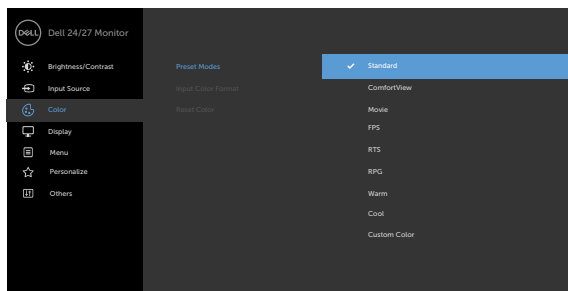 DELL Dell 24/27 Monitor
Brightness/Contrast
Input Source
Color
Display
Menu
Personalize
Others
Preset Modes
Input Color Format
Reset Color
Standard
ComfortView
Movie
FPS
RTS
RPG
Warm
Cool
Custom Color